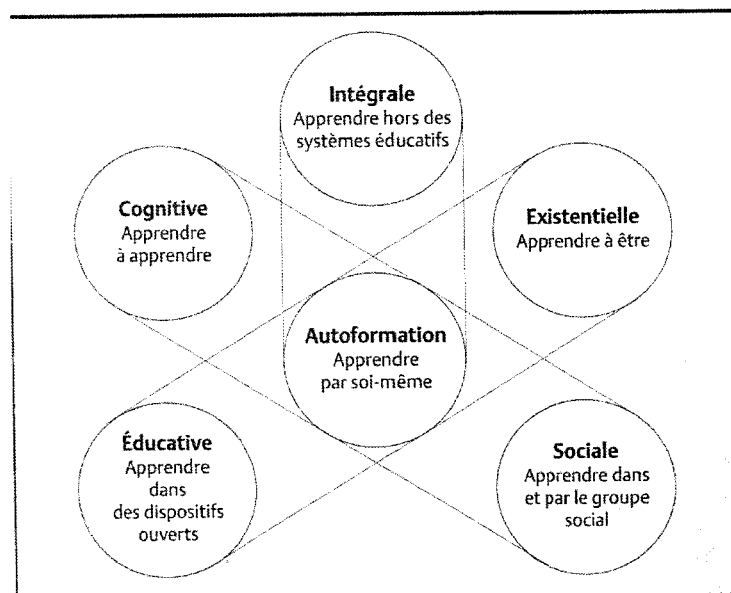 Intégrale
Apprendre hors des
systèmes éducatifs
Cognitive
Apprendre
à apprendre
Existentielle
Apprendre à être
Autoformation
Apprendre
par soi-même
Éducative
Apprendre
dans
des dispositifs
ouverts
Sociale
Apprendre dans
et par le groupe
social